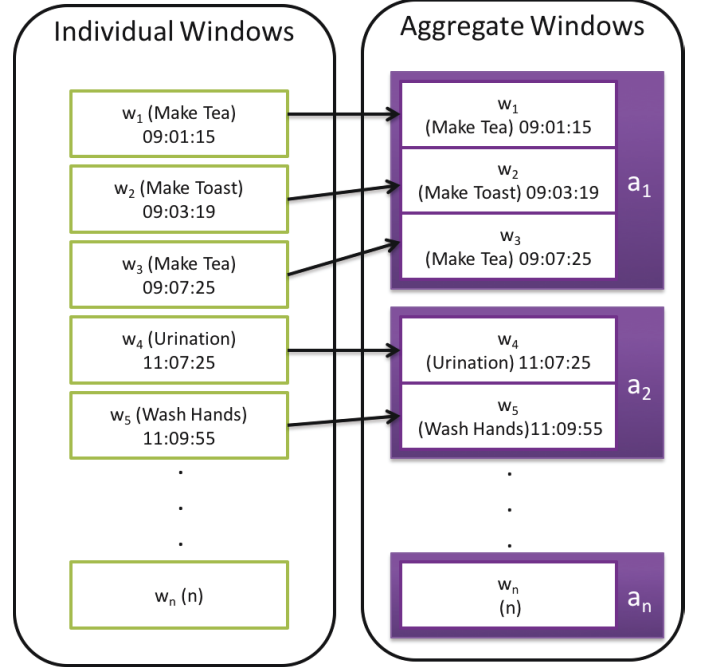 Individual Windows
w₁ (Make Tea)
09:01:15
w₂ (Make Toast)
09:03:19
w₃ (Make Tea)
09:07:25
w₄ (Urination)
11:07:25
w₅ (Wash Hands)
11:09:55
.
.
.
wₙ (n)
Aggregate Windows
w₁
(Make Tea) 09:01:15
w₂
(Make Toast) 09:03:19
w₃
(Make Tea) 09:07:25
a₁
w₄
(Urination) 11:07:25
w₅
(Wash Hands)11:09:55
a₂
.
.
.
wₙ
(n)
aₙ